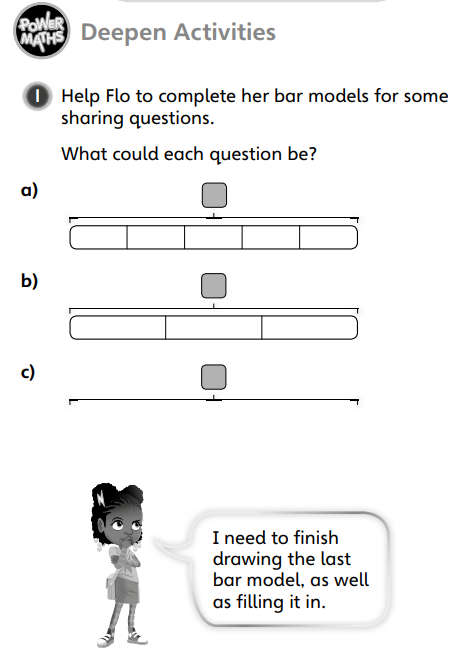 POWER
MATHS
Deepen Activities
1 Help Flo to complete her bar models for some
sharing questions.
What could each question be?
a)
b)
c)
I need to finish
drawing the last
bar model, as well
as filling it in.